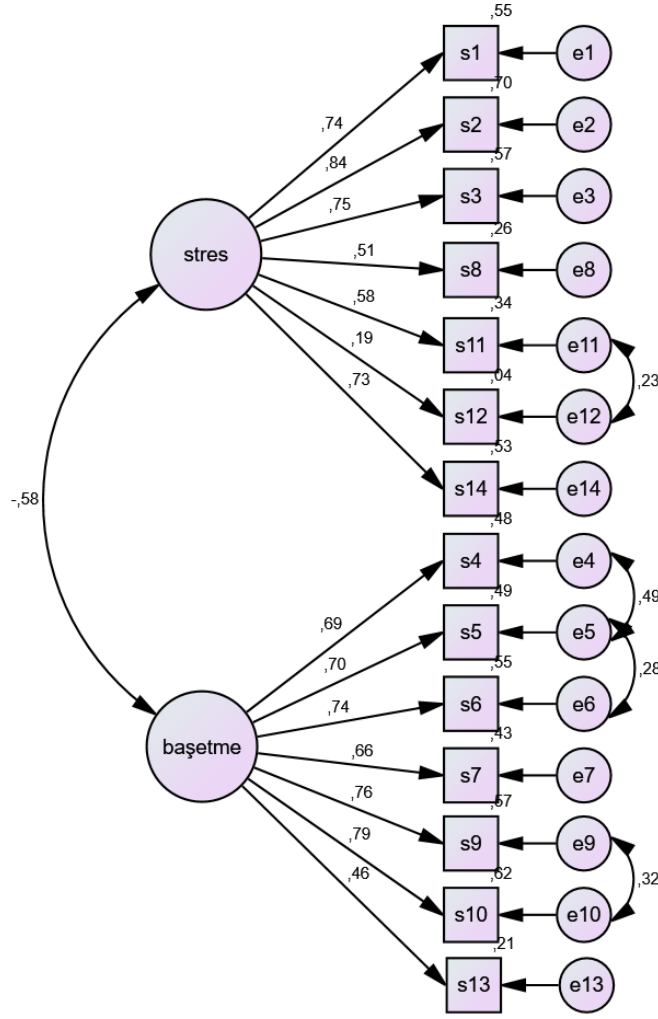 ,55
s1
e1
,70
,74
s2
e2
,84
,57
s3
e3
,75
,26
stres
,51
s8
e8
,58
,34
s11
e11
,19
,04
,23
,73
s12
e12
,53
s14
e14
-,58
,48
s4
e4
,49
,49
,69
s5
e5
,70
,55
,28
,74
s6
e6
,43
başetme
,66
s7
e7
,76
,57
,79
s9
e9
,46
,62
,32
s10
e10
,21
s13
e13